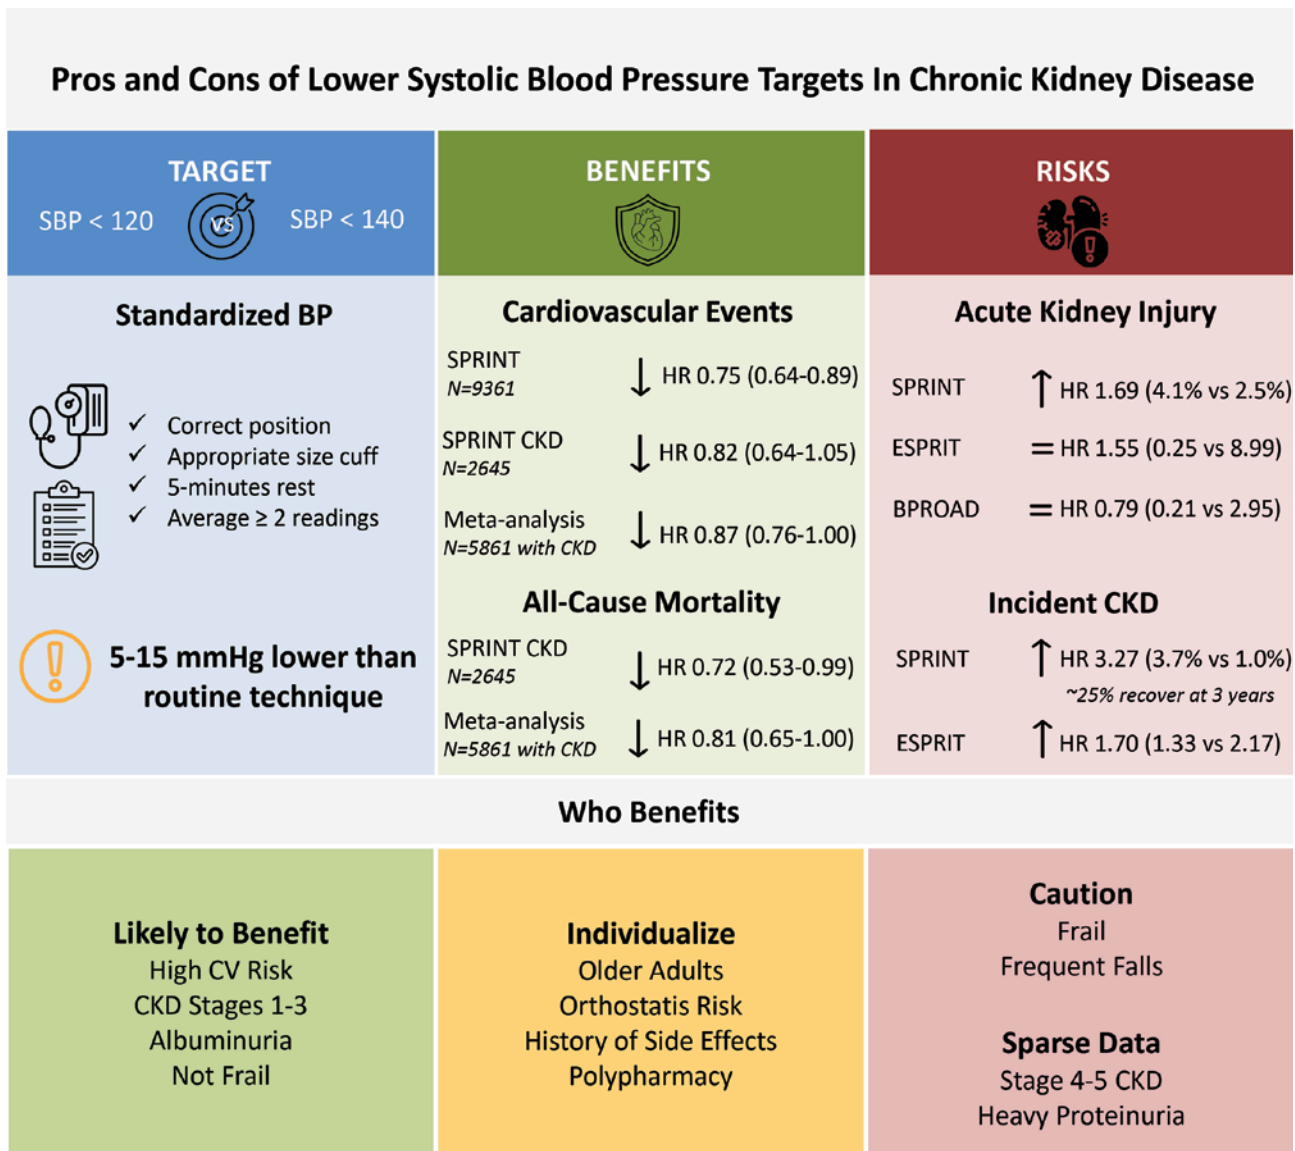 Pros and Cons of Lower Systolic Blood Pressure Targets In Chronic Kidney Disease
TARGET
SBP < 120
vs
SBP < 140
Standardized BP
✓ Correct position
✓ Appropriate size cuff
✓ 5-minutes rest
✓ Average ≥ 2 readings
5-15 mmHg lower than
routine technique
BENEFITS
Cardiovascular Events
SPRINT
N=9361
↓ HR 0.75 (0.64-0.89)
SPRINT CKD
N=2645
↓ HR 0.82 (0.64-1.05)
Meta-analysis
N=5861 with CKD
↓ HR 0.87 (0.76-1.00)
All-Cause Mortality
SPRINT CKD
N=2645
↓ HR 0.72 (0.53-0.99)
Meta-analysis
N=5861 with CKD
↓ HR 0.81 (0.65-1.00)
RISKS
Acute Kidney Injury
SPRINT ↑ HR 1.69 (4.1% vs 2.5%)
ESPRIT = HR 1.55 (0.25 vs 8.99)
BPROAD = HR 0.79 (0.21 vs 2.95)
Incident CKD
SPRINT ↑ HR 3.27 (3.7% vs 1.0%)
~25% recover at 3 years
ESPRIT ↑ HR 1.70 (1.33 vs 2.17)
Who Benefits
Likely to Benefit
High CV Risk
CKD Stages 1-3
Albuminuria
Not Frail
Individualize
Older Adults
Orthostatis Risk
History of Side Effects
Polypharmacy
Caution
Frail
Frequent Falls
Sparse Data
Stage 4-5 CKD
Heavy Proteinuria